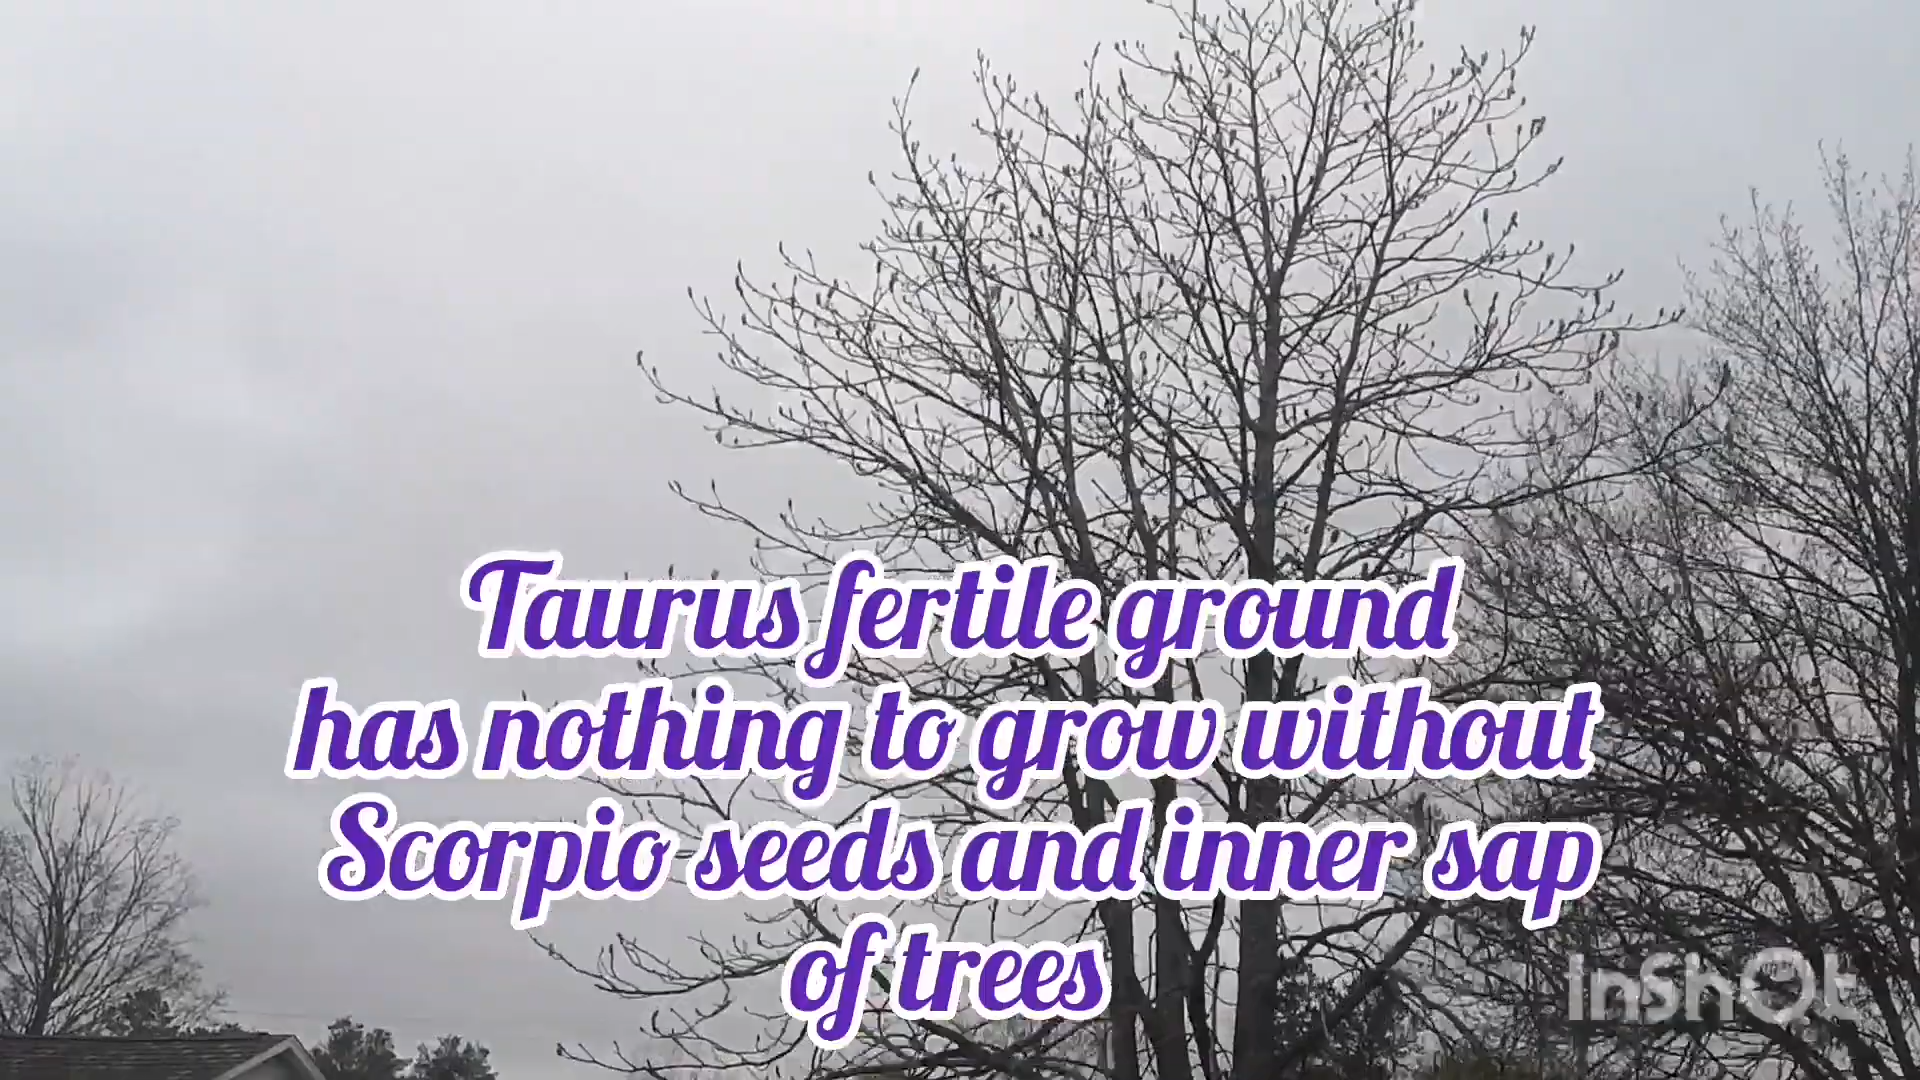 Taurus fertile ground
has nothing to grow without
Scorpio seeds and inner sap
of trees
InShOt